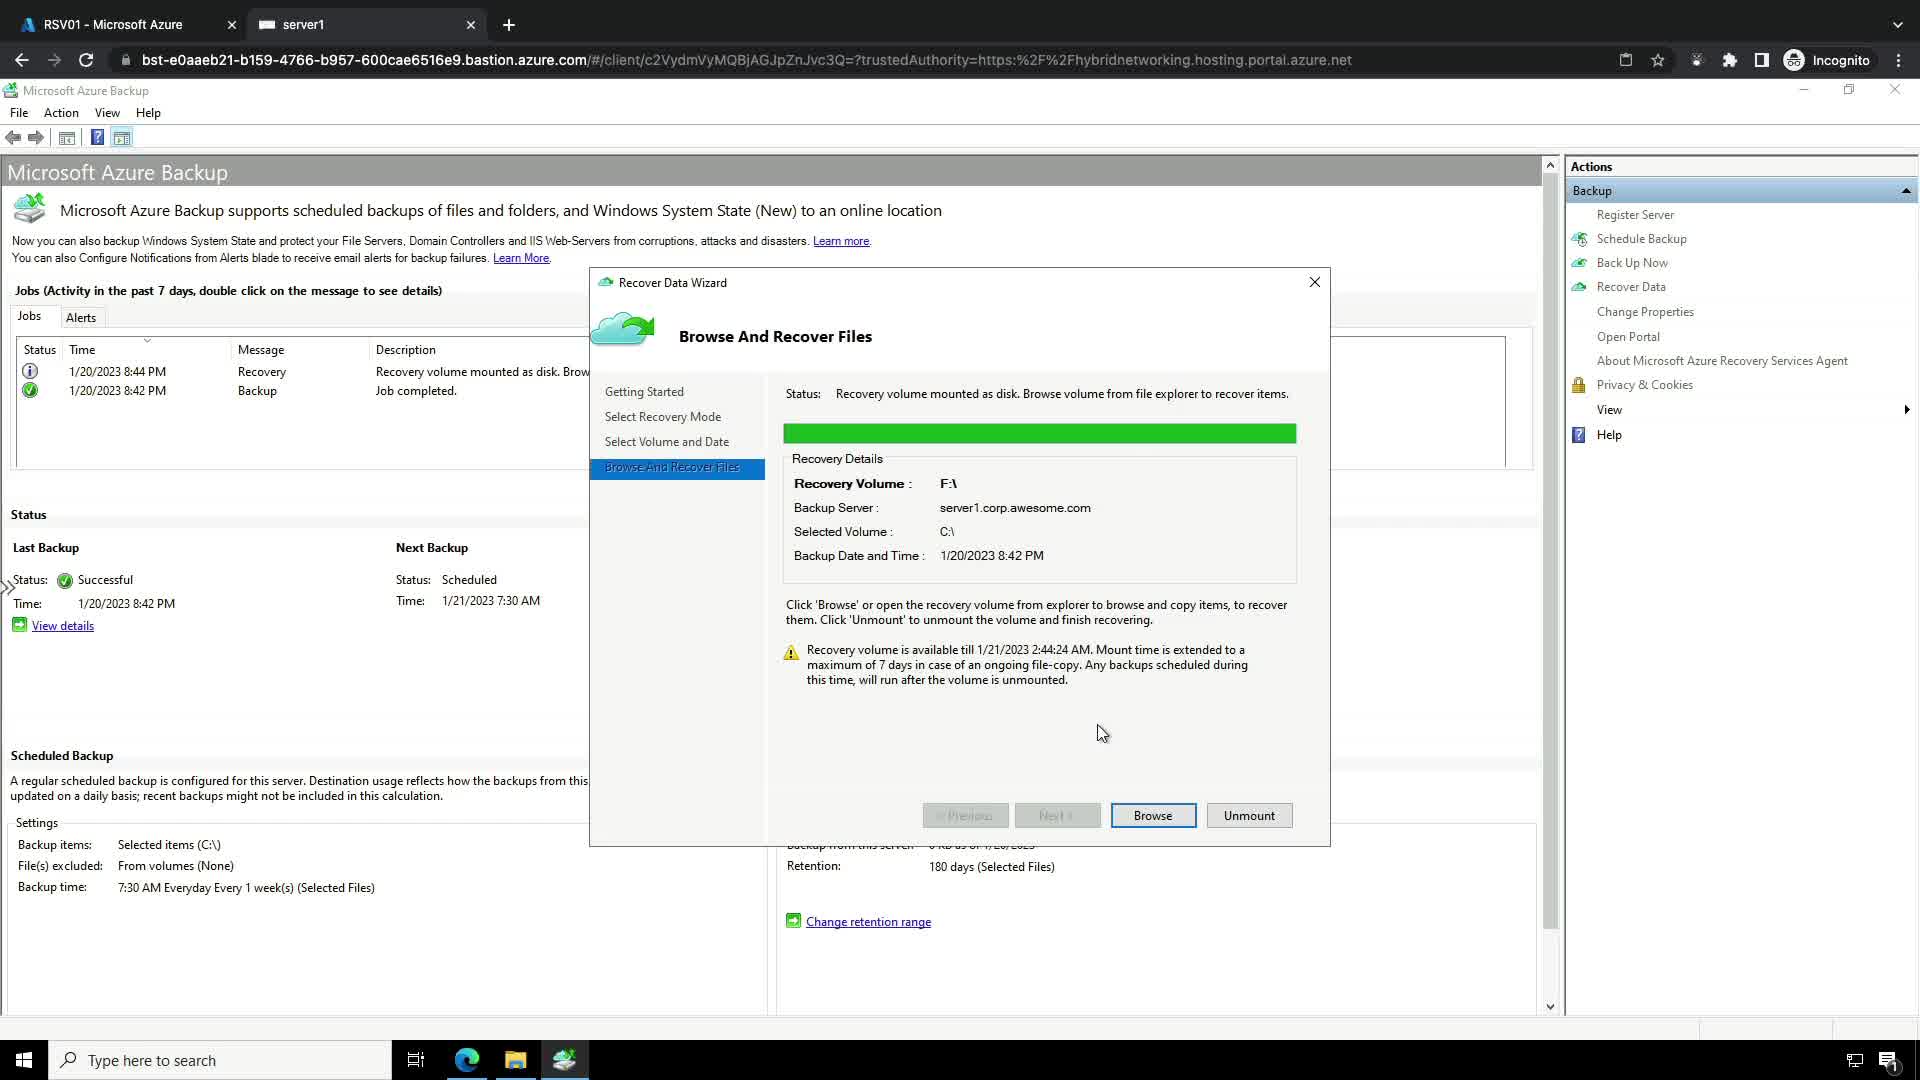 RSV01 - Microsoft Azure
server1
bst-e0aaeb21-b159-4766-b957-600cae6516e9.bastion.azure.com/#/client/c2VydmVyMQBjAGJpZnJvc3Q=?trustedAuthority=https:%2F%2Fhybridnetworking.hosting.portal.azure.net
Incognito
Microsoft Azure Backup
File Action View Help
Microsoft Azure Backup
Microsoft Azure Backup supports scheduled backups of files and folders, and Windows System State (New) to an online location
Now you can also backup Windows System State and protect your File Servers, Domain Controllers and IIS Web-Servers from corruptions, attacks and disasters. Learn more.
You can also Configure Notifications from Alerts blade to receive email alerts for backup failures. Learn More.
Jobs (Activity in the past 7 days, double click on the message to see details)
Jobs Alerts
Status Time Message Description
1/20/2023 8:44 PM Recovery Recovery volume mounted as disk. Brow
1/20/2023 8:42 PM Backup Job completed.
Status
Last Backup
Status: Successful
Time: 1/20/2023 8:42 PM
View details
Next Backup
Status: Scheduled
Time: 1/21/2023 7:30 AM
Scheduled Backup
A regular scheduled backup is configured for this server. Destination usage reflects how the backups from this
updated on a daily basis; recent backups might not be included in this calculation.
Settings
Backup items: Selected items (C:\)
File(s) excluded: From volumes (None)
Backup time: 7:30 AM Everyday Every 1 week(s) (Selected Files)
Retention: 180 days (Selected Files)
Change retention range
Recover Data Wizard
Browse And Recover Files
Getting Started
Select Recovery Mode
Select Volume and Date
Browse And Recover Files
Status: Recovery volume mounted as disk. Browse volume from file explorer to recover items.
Recovery Details
Recovery Volume : F:\
Backup Server : server1.corp.awesome.com
Selected Volume : C:\
Backup Date and Time : 1/20/2023 8:42 PM
Click 'Browse' or open the recovery volume from explorer to browse and copy items, to recover
them. Click 'Unmount' to unmount the volume and finish recovering.
Recovery volume is available till 1/21/2023 2:44:24 AM. Mount time is extended to a
maximum of 7 days in case of an ongoing file-copy. Any backups scheduled during
this time, will run after the volume is unmounted.
< Previous Next > Browse Unmount
Actions
Backup
Register Server
Schedule Backup
Back Up Now
Recover Data
Change Properties
Open Portal
About Microsoft Azure Recovery Services Agent
Privacy & Cookies
View
Help
Type here to search
1